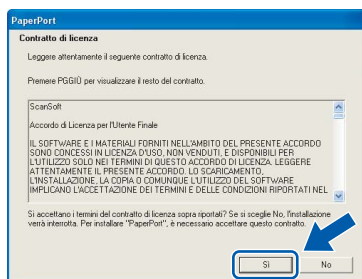 PaperPort
Contratto di licenza
Leggere attentamente il seguente contratto di licenza.
Premere PGGIÙ per visualizzare il resto del contratto.
ScanSoft
Accordo di Licenza per l'Utente Finale
IL SOFTWARE E I MATERIALI FORNITI NELL'AMBITO DEL PRESENTE ACCORDO
SONO CONCESSI IN LICENZA D'USO, NON VENDUTI, E DISPONIBILI PER
L'UTILIZZO SOLO NEI TERMINI DI QUESTO ACCORDO DI LICENZA. LEGGERE
ATTENTAMENTE IL PRESENTE ACCORDO. LO SCARICAMENTO,
L'INSTALLAZIONE, LA COPIA O COMUNQUE L'UTILIZZO DEL SOFTWARE
IMPLICANO L'ACCETTAZIONE DEI TERMINI E DELLE CONDIZIONI RIPORTATI NEL
Si accettano i termini del contratto di licenza sopra riportati? Se si sceglie No, l'installazione
verrà interrotta. Per installare "PaperPort", è necessario accettare questo contratto.
Sì
No